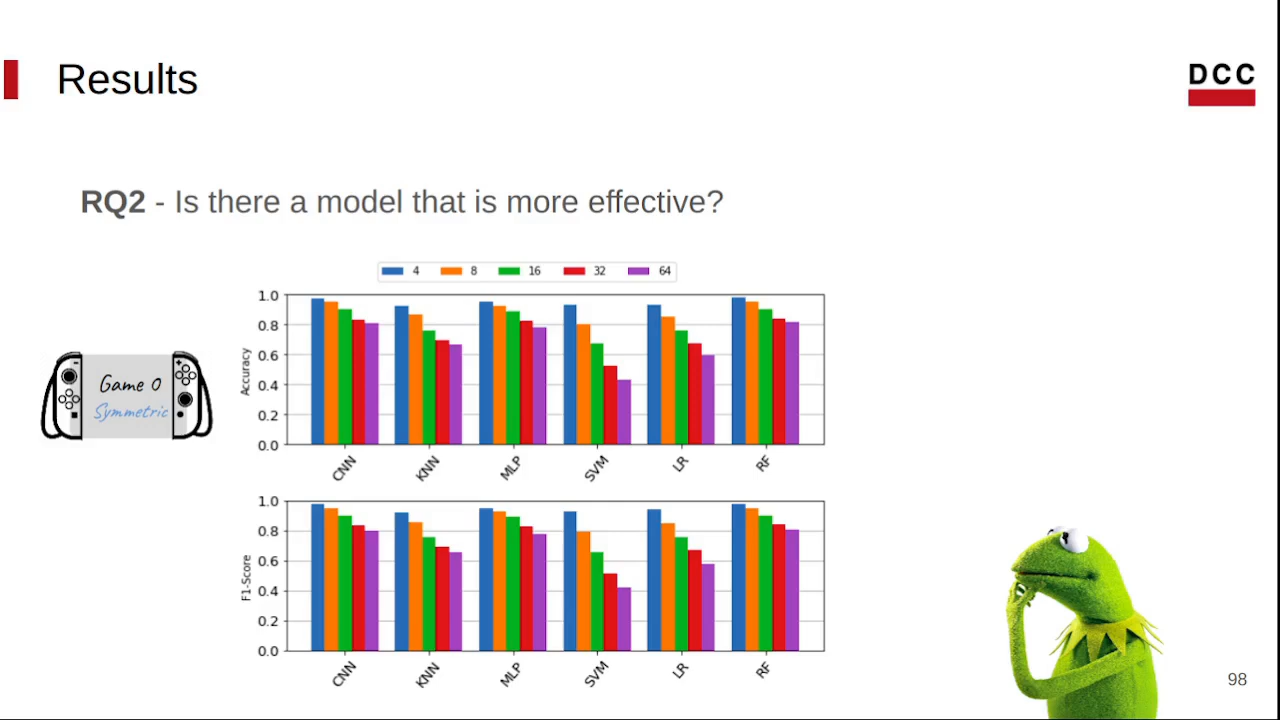 Results
DCC
RQ2 - Is there a model that is more effective?
4 8 16 32 64
Game 0
Symmetric
Accuracy
1.0
0.8
0.6
0.4
0.2
0.0
CNN KNN MLP SVM LR RF
F1-Score
1.0
0.8
0.6
0.4
0.2
0.0
CNN KNN MLP SVM LR RF
98